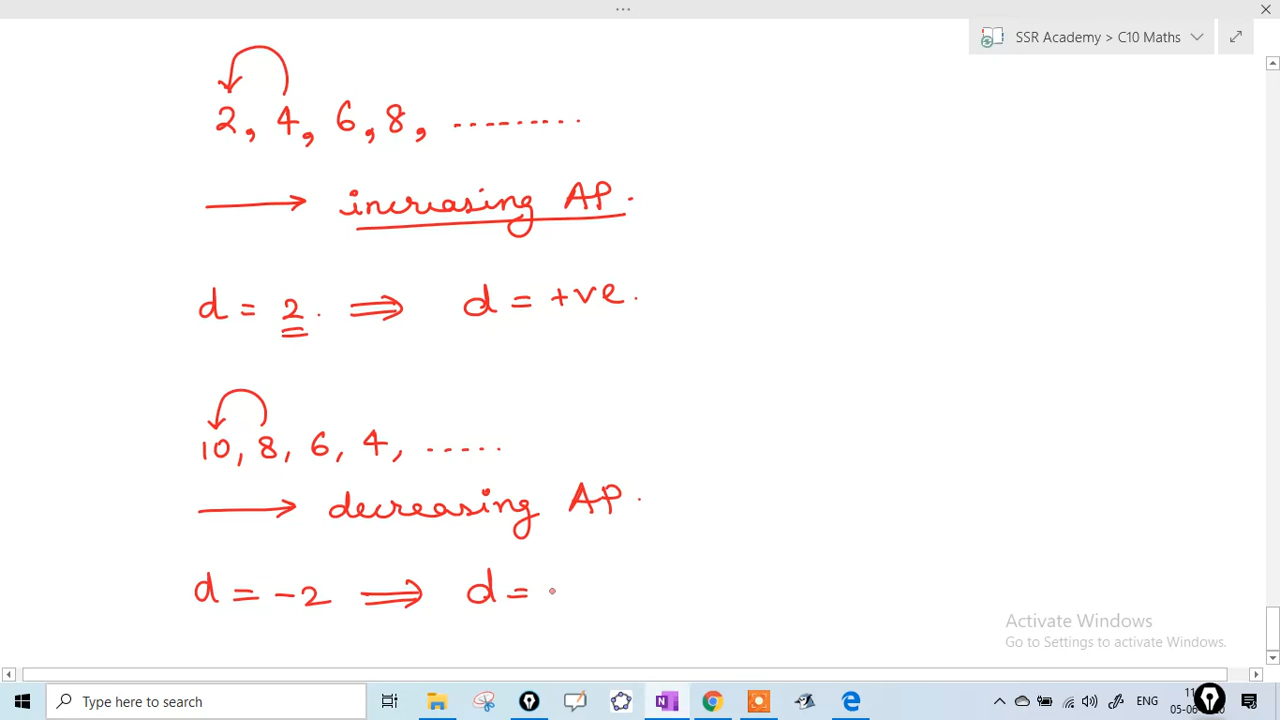 SSR Academy > C10 Maths
2, 4, 6, 8, ..........
→ increasing AP.
d = 2. ⟹ d = +ve.
10, 8, 6, 4, ......
→ decreasing AP.
d = -2 ⟹ d =
Activate Windows
Go to Settings to activate Windows.
Type here to search
ENG